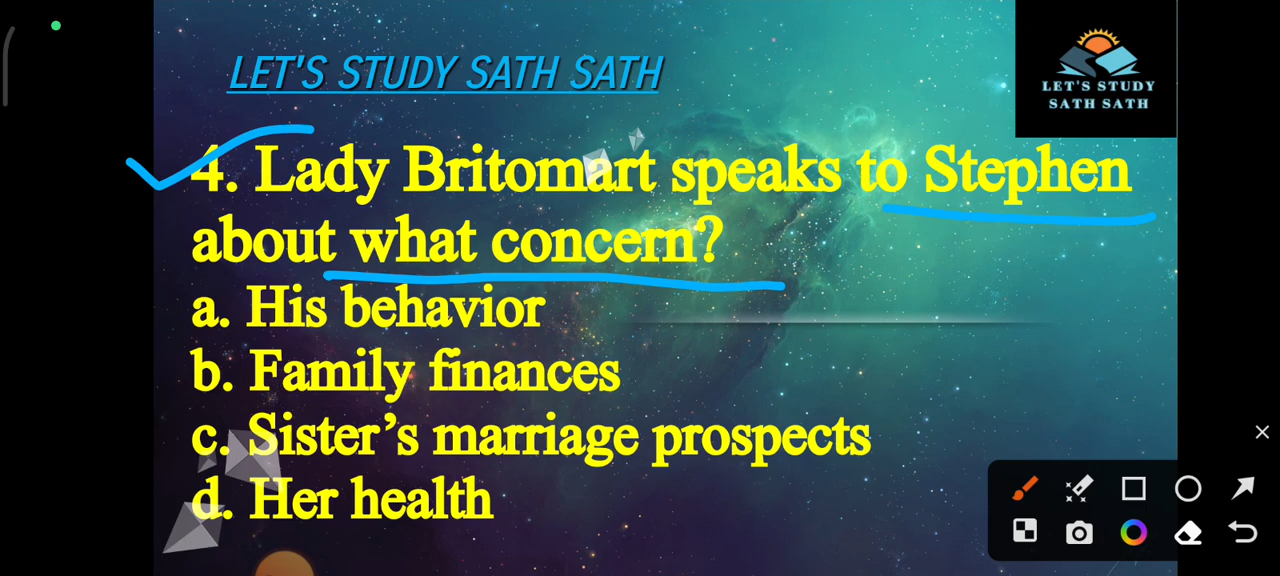 LET'S STUDY SATH SATH
LET'S STUDY
SATH SATH
4. Lady Britomart speaks to Stephen
about what concern?
a. His behavior
b. Family finances
c. Sister’s marriage prospects
d. Her health